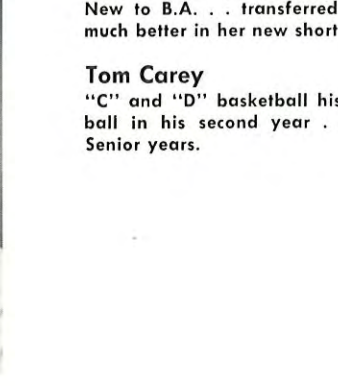 New to B.A. . . transferred
much better in her new short
Tom Carey
"C" and "D" basketball his
ball in his second year .
Senior years.